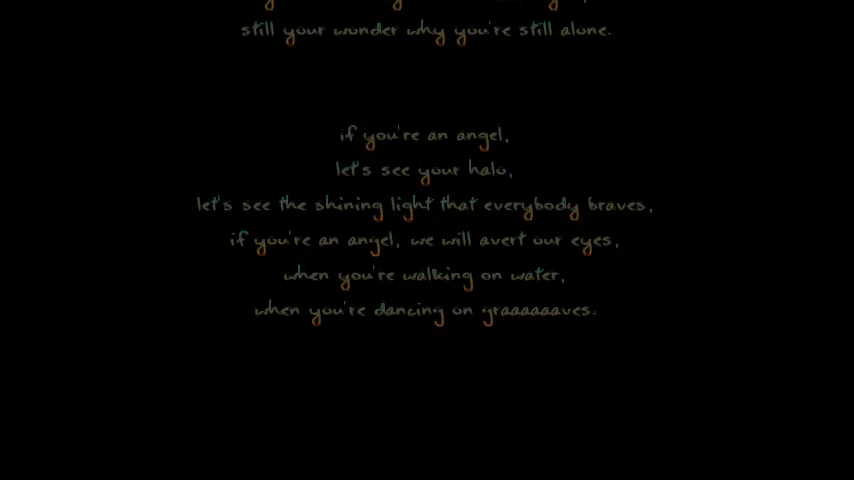 still your wonder why you're still alone.
if you're an angel,
let's see your halo,
let's see the shining light that everybody braves,
if you're an angel, we will avert our eyes,
when you're walking on water,
when you're dancing on graaaaaaves.